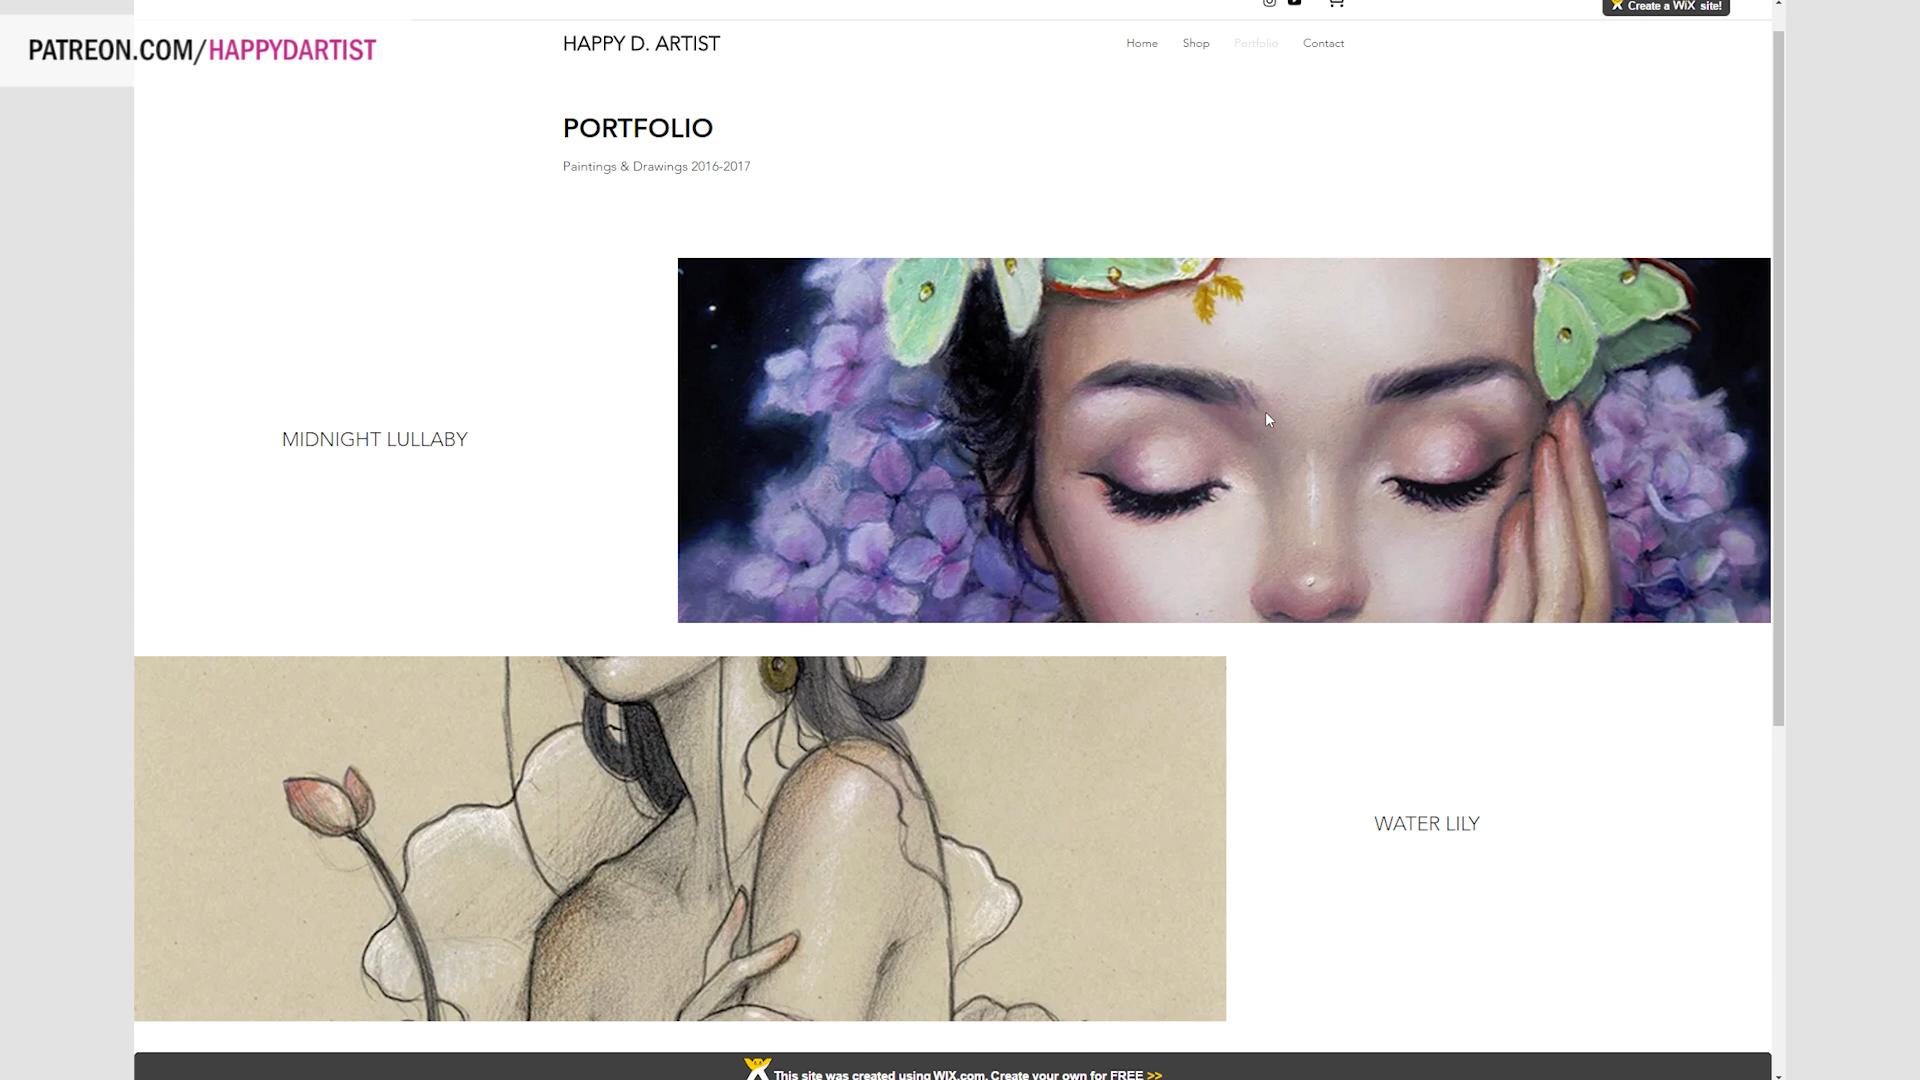 Create a WiX site!
PATREON.COM/HAPPYDARTIST
HAPPY D. ARTIST
Home Shop Portfolio Contact
PORTFOLIO
Paintings & Drawings 2016-2017
MIDNIGHT LULLABY
WATER LILY
This site was created using WIX.com. Create your own for FREE >>